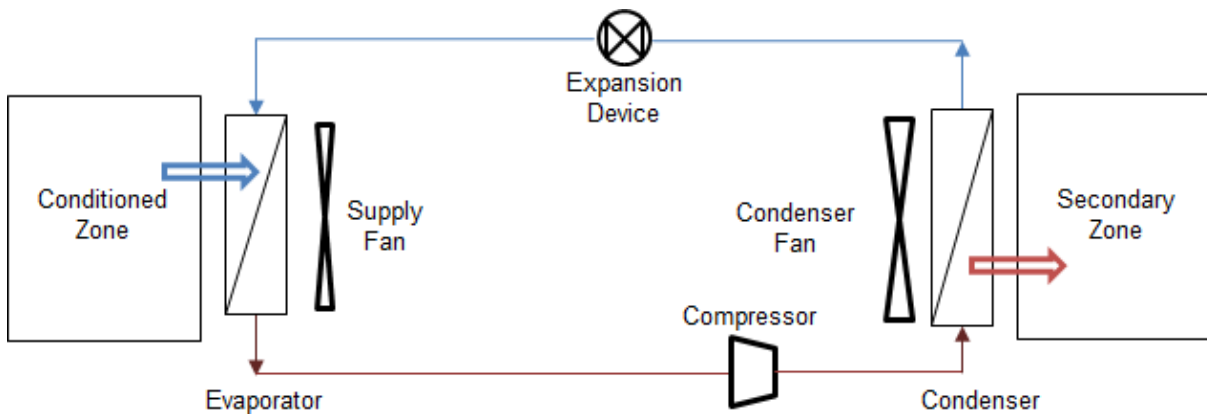 Expansion
Device
Conditioned
Zone
Supply
Fan
Condenser
Fan
Secondary
Zone
Compressor
Evaporator
Condenser